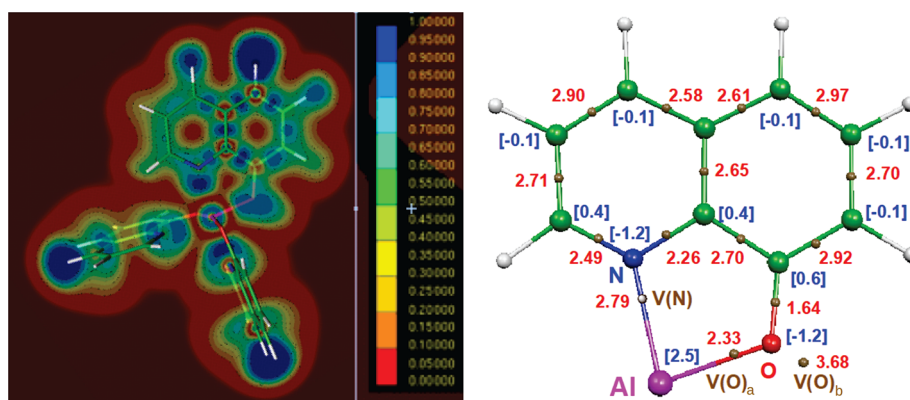 1.00000
0.95000
0.90000
0.85000
0.80000
0.75000
0.70000
0.65000
0.60000
0.55000
0.50000
0.45000
0.40000
0.35000
0.30000
0.25000
0.20000
0.15000
0.10000
0.05000
0.00000
2.90 2.58 2.61 2.97
[-0.1] [-0.1] [-0.1] [-0.1]
2.71 2.65 2.70
[0.4] [-1.2] [0.4] [-0.1]
2.49 2.26 2.70 2.92
N [0.6]
2.79 V(N) 1.64
2.33 [-1.2]
[2.5] O 3.68
Al V(O)a V(O)b